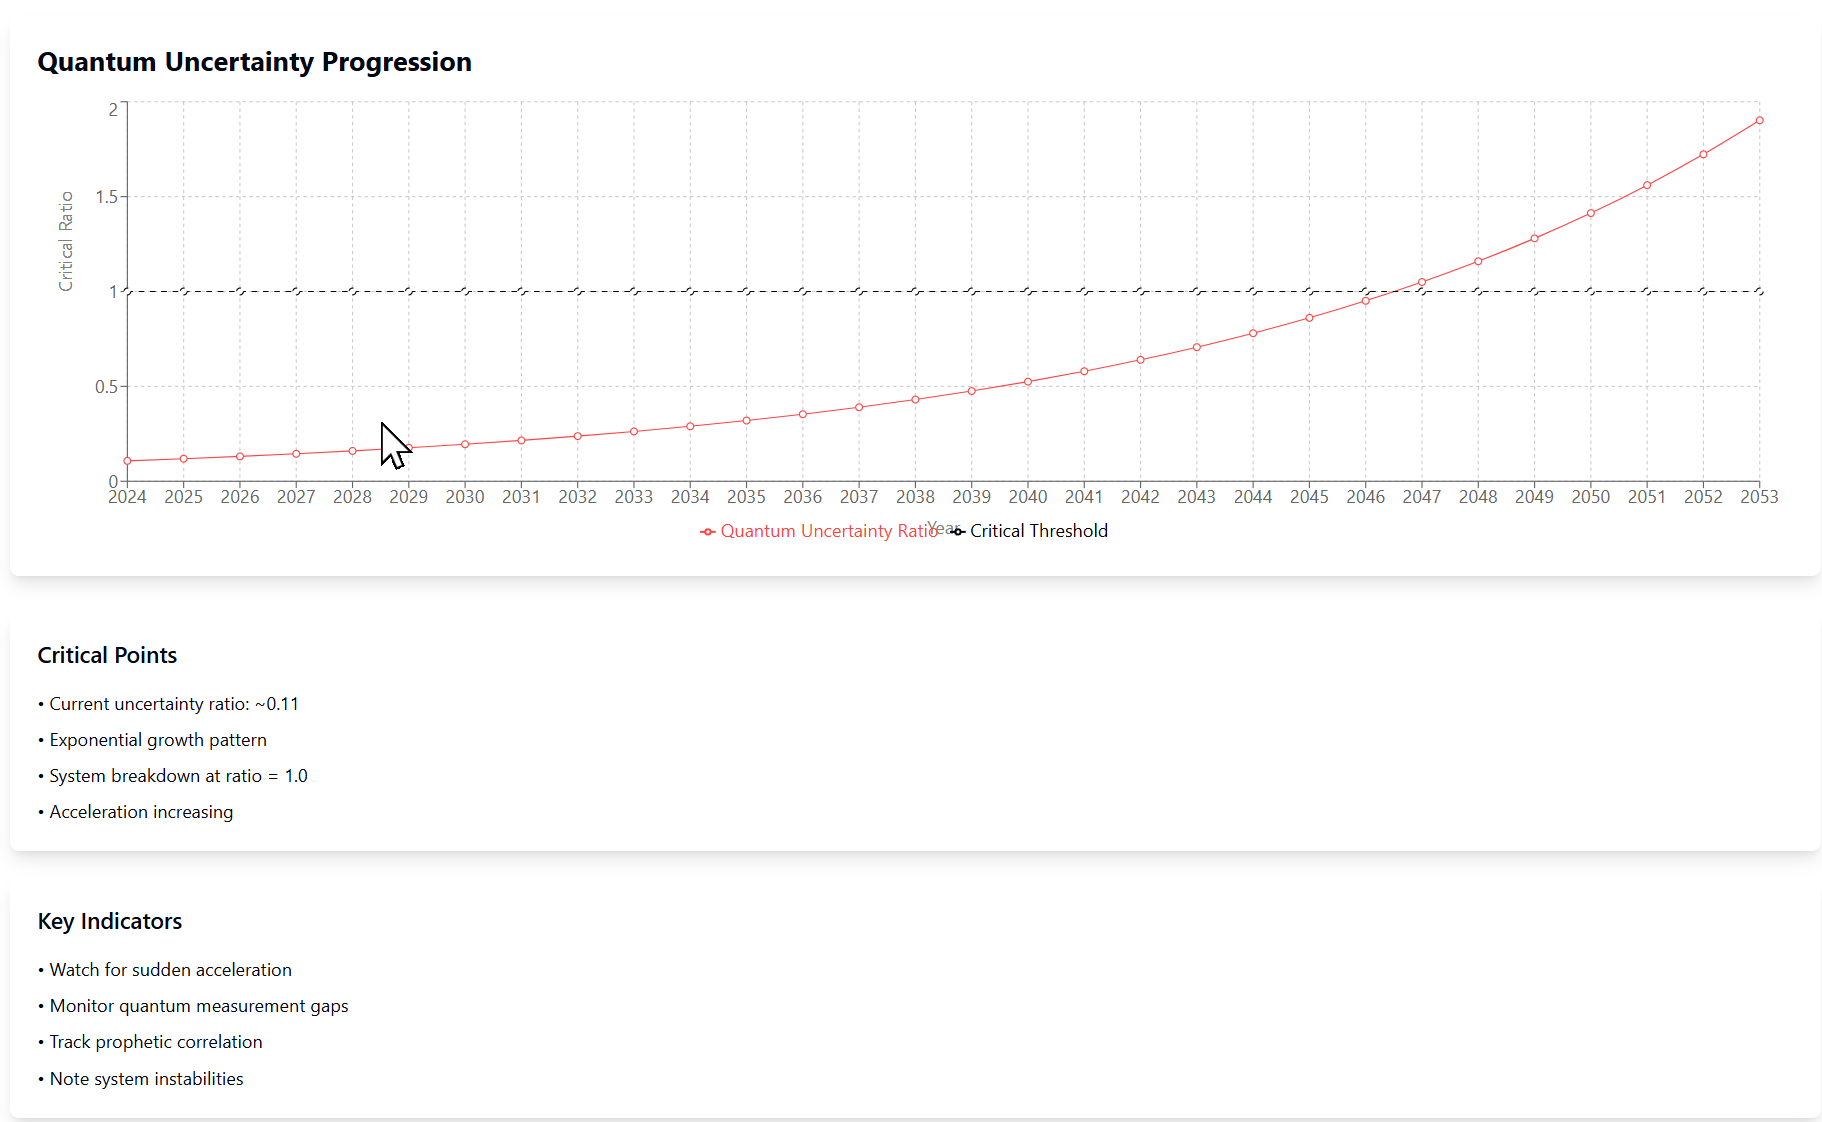 Quantum Uncertainty Progression
2
1.5
1
0.5
0
Critical Ratio
2024 2025 2026 2027 2028 2029 2030 2031 2032 2033 2034 2035 2036 2037 2038 2039 2040 2041 2042 2043 2044 2045 2046 2047 2048 2049 2050 2051 2052 2053
Year
Quantum Uncertainty Ratio Critical Threshold
Critical Points
• Current uncertainty ratio: ~0.11
• Exponential growth pattern
• System breakdown at ratio = 1.0
• Acceleration increasing
Key Indicators
• Watch for sudden acceleration
• Monitor quantum measurement gaps
• Track prophetic correlation
• Note system instabilities